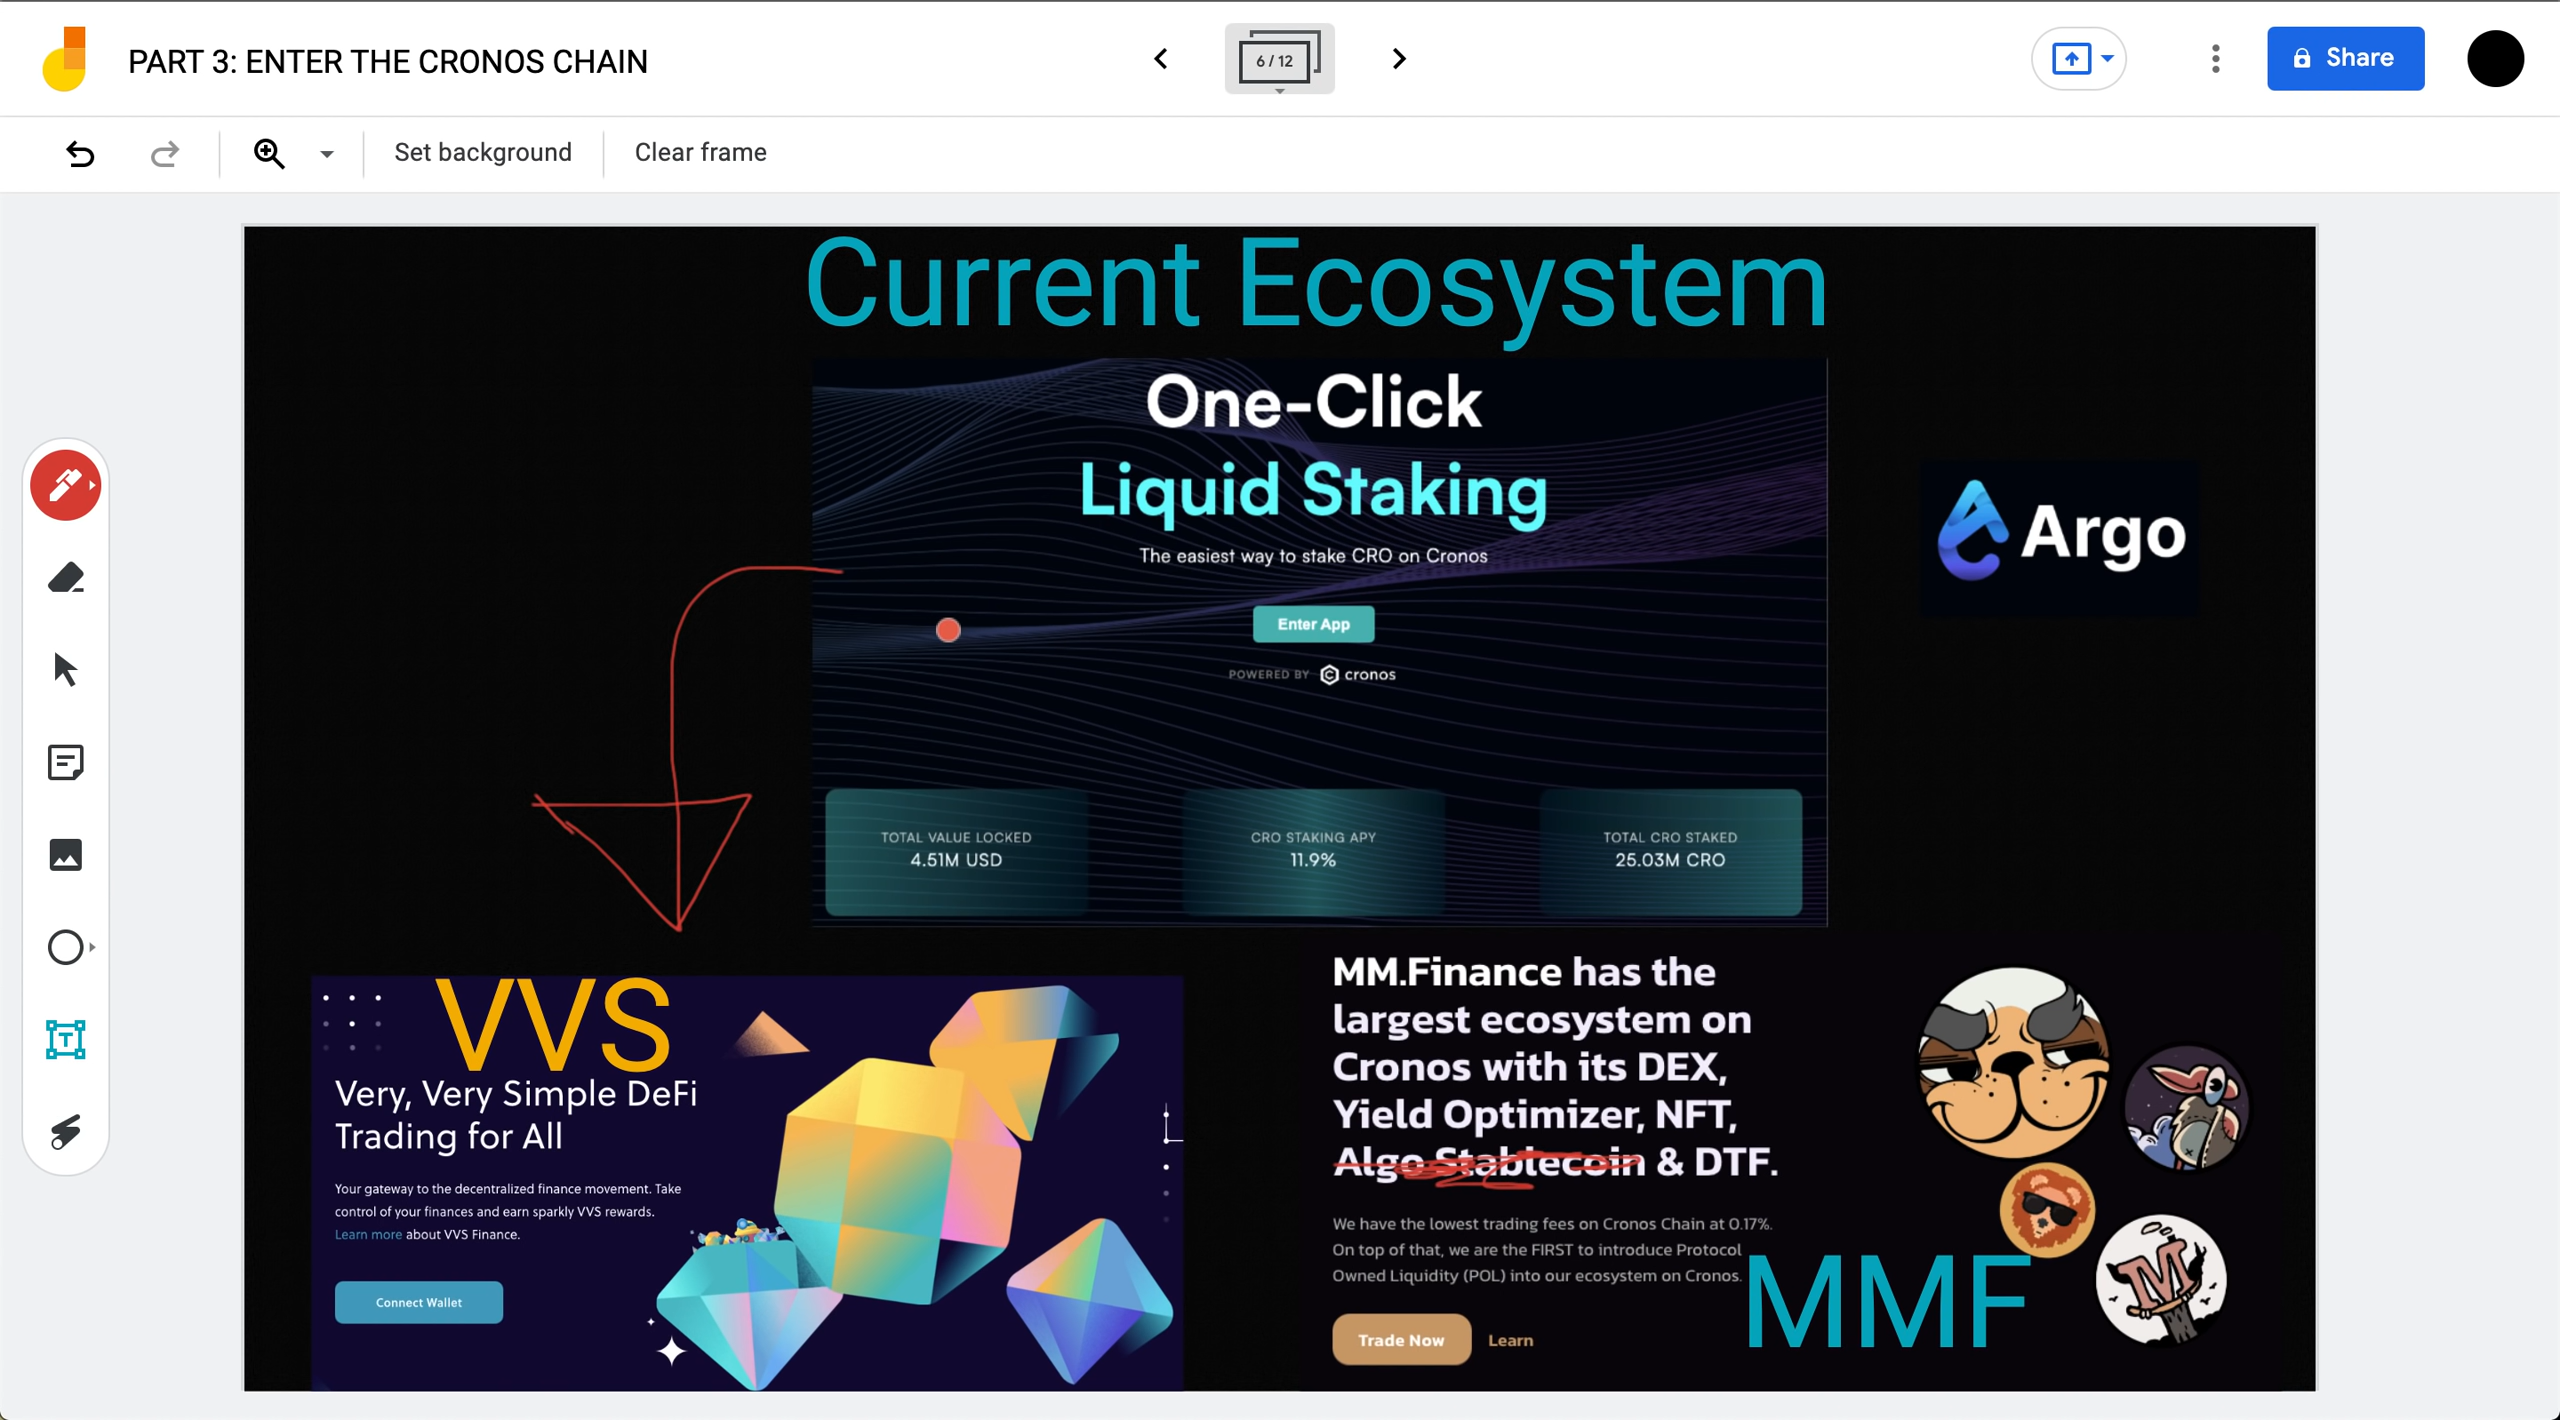 PART 3: ENTER THE CRONOS CHAIN
6 / 12
Share
Set background
Clear frame
Current Ecosystem
One-Click
Liquid Staking
The easiest way to stake CRO on Cronos
Enter App
POWERED BY cronos
Argo
TOTAL VALUE LOCKED
4.51M USD
CRO STAKING APY
11.9%
TOTAL CRO STAKED
25.03M CRO
VVS
Very, Very Simple DeFi
Trading for All
Your gateway to the decentralized finance movement. Take
control of your finances and earn sparkly VVS rewards.
Learn more about VVS Finance.
Connect Wallet
MM.Finance has the
largest ecosystem on
Cronos with its DEX,
Yield Optimizer, NFT,
Algo Stablecoin & DTF.
We have the lowest trading fees on Cronos Chain at 0.17%.
On top of that, we are the FIRST to introduce Protocol
Owned Liquidity (POL) into our ecosystem on Cronos.
Trade Now
Learn
MMF
M